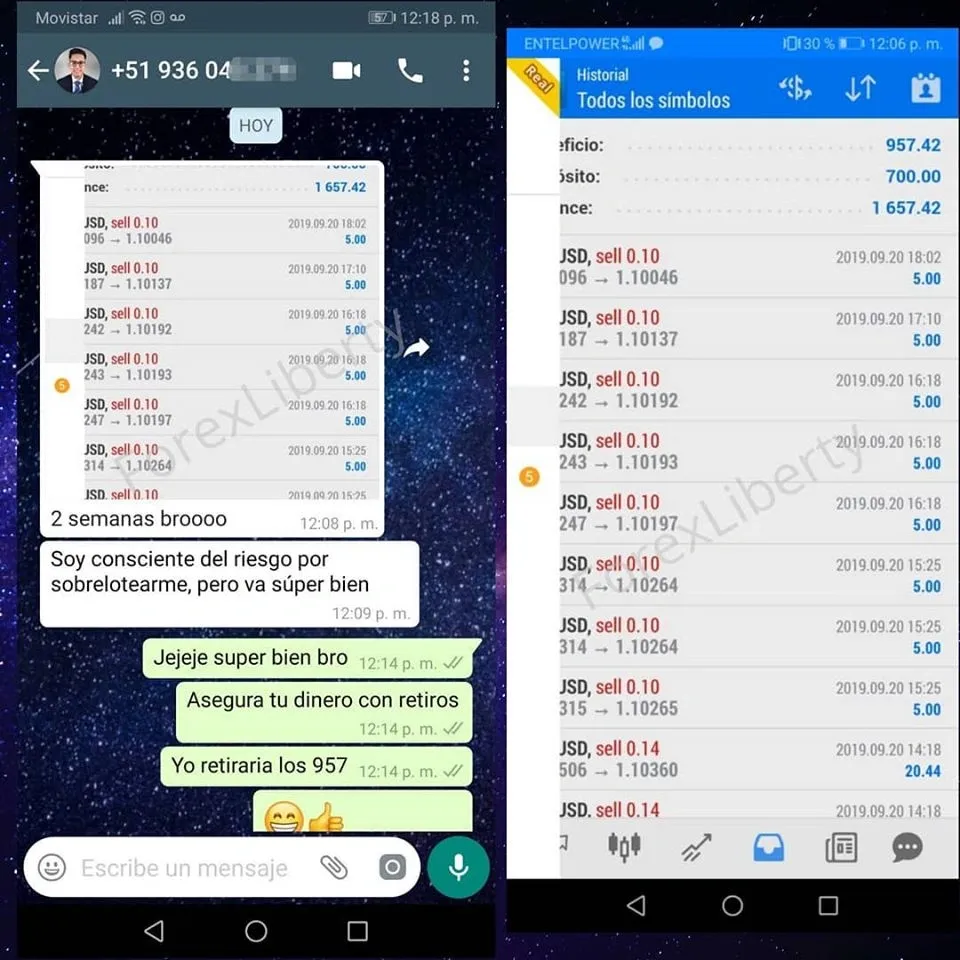 Movistar 57 12:18 p. m.
+51 936 04
HOY
700.00
nce: 1 657.42
JSD, sell 0.10 2019.09.20 18:02
096 → 1.10046 5.00
JSD, sell 0.10 2019.09.20 17:10
187 → 1.10137 5.00
JSD, sell 0.10 2019.09.20 16:18
242 → 1.10192 5.00
JSD, sell 0.10 2019.09.20 16:18
243 → 1.10193 5.00
5
JSD, sell 0.10 2019.09.20 16:18
247 → 1.10197 5.00
JSD, sell 0.10 2019.09.20 15:25
314 → 1.10264 5.00
JSD, sell 0.10 2019.09.20 15:25
ForexLiberty
2 semanas broooo 12:08 p. m.
Soy consciente del riesgo por
sobrelotearme, pero va súper bien
12:09 p. m.
Jejeje super bien bro 12:14 p. m.
Asegura tu dinero con retiros
12:14 p. m.
Yo retiraria los 957 12:14 p. m.
Escribe un mensaje
ENTELPOWER 30 % 12:06 p. m.
Real
Historial
Todos los símbolos
eficio: 957.42
ósito: 700.00
nce: 1 657.42
JSD, sell 0.10 2019.09.20 18:02
096 → 1.10046 5.00
JSD, sell 0.10 2019.09.20 17:10
187 → 1.10137 5.00
JSD, sell 0.10 2019.09.20 16:18
242 → 1.10192 5.00
JSD, sell 0.10 2019.09.20 16:18
243 → 1.10193 5.00
5
JSD, sell 0.10 2019.09.20 16:18
247 → 1.10197 5.00
JSD, sell 0.10 2019.09.20 15:25
314 → 1.10264 5.00
JSD, sell 0.10 2019.09.20 15:25
314 → 1.10264 5.00
JSD, sell 0.10 2019.09.20 15:25
315 → 1.10265 5.00
JSD, sell 0.14 2019.09.20 14:18
506 → 1.10360 20.44
JSD, sell 0.14 2019.09.20 14:18
ForexLiberty